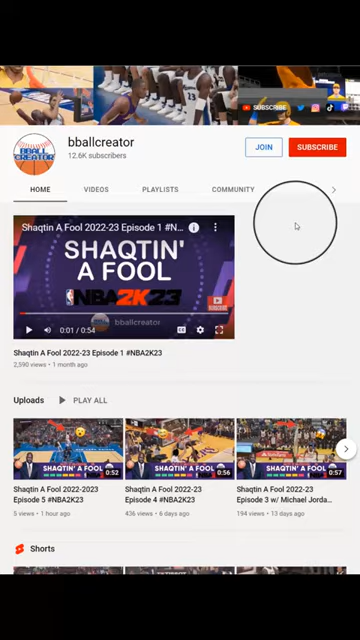 SUBSCRIBE
BBALL
CREATOR
bballcreator
12.6K subscribers
JOIN
SUBSCRIBE
HOME
VIDEOS
PLAYLISTS
COMMUNITY
Shaqtin A Fool 2022-23 Episode 1 #N...
SHAQTIN'
A FOOL
NBA2K23
SUBSCRIBE
bballcreator
0:01 / 0:54
Shaqtin A Fool 2022-23 Episode 1 #NBA2K23
2,590 views • 1 month ago
Uploads
PLAY ALL
SHAQTIN' A FOOL
0:52
SHAQTIN' A FOOL
0:56
SHAQTIN' A FOOL
0:57
Shaqtin A Fool 2022-2023
Episode 5 #NBA2K23
5 views • 1 hour ago
Shaqtin A Fool 2022-23
Episode 4 #NBA2K23
436 views • 6 days ago
Shaqtin A Fool 2022-23
Episode 3 w/ Michael Jorda...
194 views • 13 days ago
Shorts